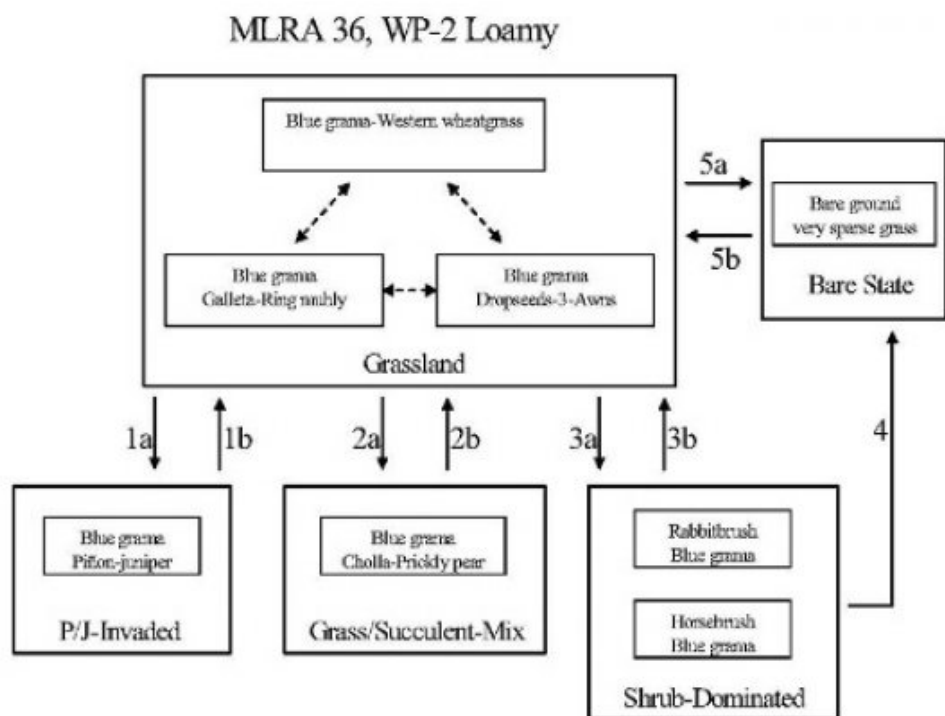 MLRA 36, WP-2 Loamy
Blue grama-Western wheatgrass
Blue grama
Galleta-Ring muhly
Blue grama
Dropseeds-3-Awns
Grassland
5a
5b
Bare ground
very sparse grass
Bare State
1a
1b
2a
2b
3a
3b
4
Blue grama
Piñon-juniper
P/J-Invaded
Blue grama
Cholla-Prickly pear
Grass/Succulent-Mix
Rabbitbrush
Blue grama
Horsebrush
Blue grama
Shrub-Dominated